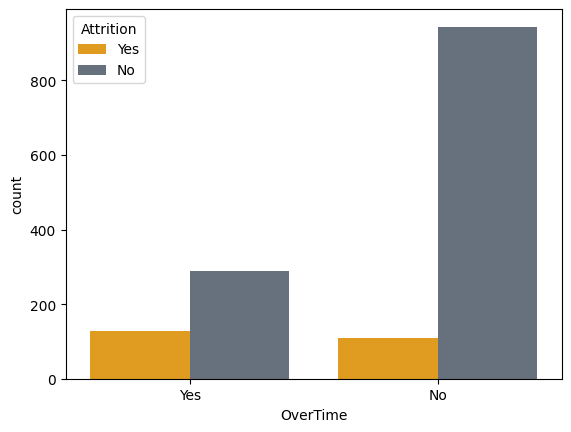 Attrition
Yes
No
800
600
400
200
0
count
Yes
No
OverTime